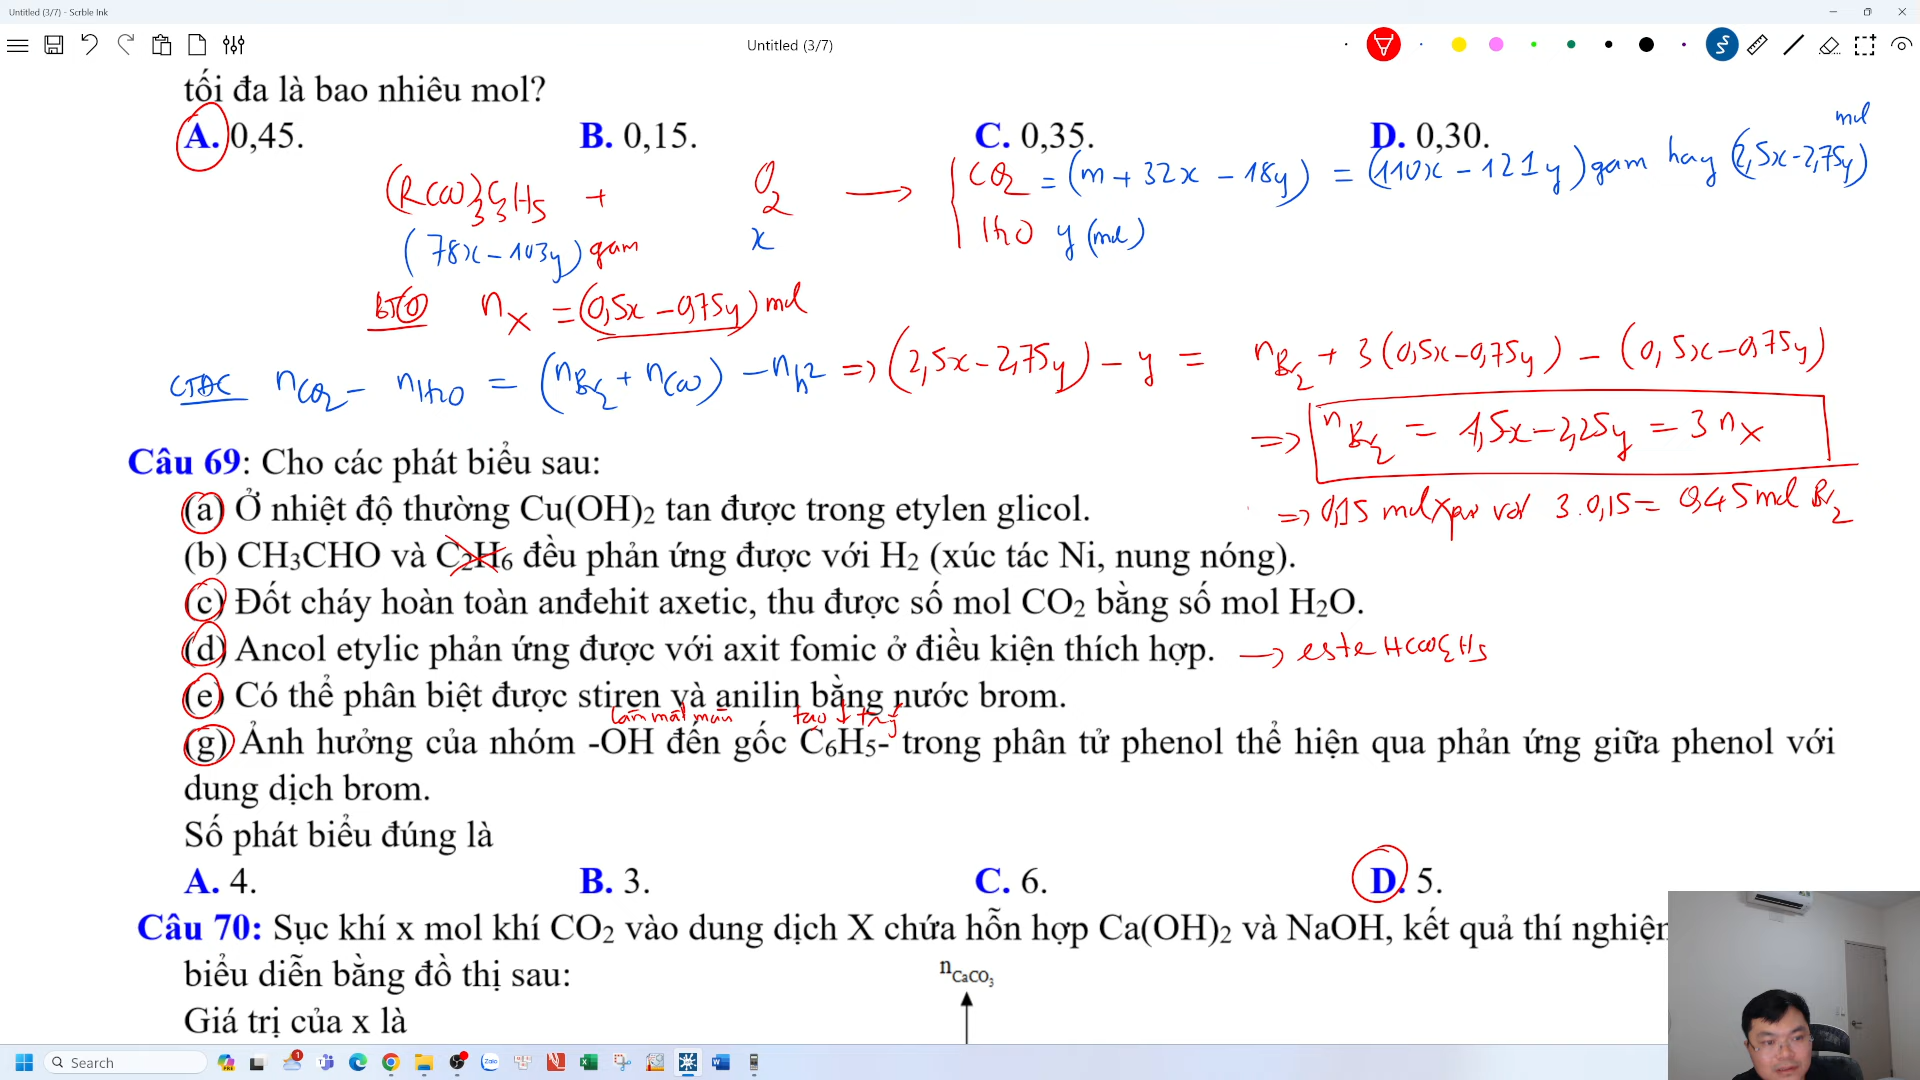 Untitled (3/7) - Scrble Ink
Untitled (3/7)
tối đa là bao nhiêu mol?
A. 0,45. B. 0,15. C. 0,35. D. 0,30.
(RCOO)3C3H5 + O2 → CO2 = (m + 32x - 18y) = (110x - 121y) gam hay (2,5x - 2,75y) mol
(78x - 103y) gam x H2O y (mol)
BT(O) nX = (0,5x - 0,75y) mol
CTĐC nCO2 - nH2O = (nBr2 + nCOO) - nhh => (2,5x - 2,75y) - y = nBr2 + 3(0,5x - 0,75y) - (0,5x - 0,75y)
=> nBr2 = 1,5x - 2,25y = 3nX
=> 0,15 mol X pư với 3.0,15 = 0,45 mol Br2
Câu 69: Cho các phát biểu sau:
(a) Ở nhiệt độ thường Cu(OH)2 tan được trong etylen glicol.
(b) CH3CHO và C2H6 đều phản ứng được với H2 (xúc tác Ni, nung nóng).
(c) Đốt cháy hoàn toàn anđehit axetic, thu được số mol CO2 bằng số mol H2O.
(d) Ancol etylic phản ứng được với axit fomic ở điều kiện thích hợp. → este HCOOC2H5
(e) Có thể phân biệt được stiren và anilin bằng nước brom.
làm mất màu tạo ↓ trắng
(g) Ảnh hưởng của nhóm -OH đến gốc C6H5- trong phân tử phenol thể hiện qua phản ứng giữa phenol với
dung dịch brom.
Số phát biểu đúng là
A. 4. B. 3. C. 6. D. 5.
Câu 70: Sục khí x mol khí CO2 vào dung dịch X chứa hỗn hợp Ca(OH)2 và NaOH, kết quả thí nghiệm
biểu diễn bằng đồ thị sau:
nCaCO3
Giá trị của x là
Search